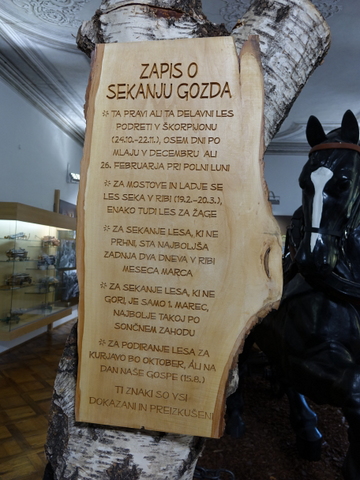 ZAPIS O
SEKANJU GOZDA
* TA PRAVI ALI TA DELAVNI LES
PODRETI V ŠKORPIJONU
(24.10.-22.11.), OSEM DNI PO
MLAJU V DECEMBRU ALI
26. FEBRUARJA PRI POLNI LUNI
* ZA MOSTOVE IN LADJE SE
LES SEKA V RIBI (19.2.-20.3.),
ENAKO TUDI LES ZA ŽAGE
* ZA SEKANJE LESA, KI NE
PRHNI, STA NAJBOLJŠA
ZADNJA DVA DNEVA V RIBI
MESECA MARCA
* ZA SEKANJE LESA, KI NE
GORI, JE SAMO 1. MAREC,
NAJBOLJE TAKOJ PO
SONČNEM ZAHODU
* ZA PODIRANJE LESA ZA
KURJAVO BO OKTOBER, ALI NA
DAN NAŠE GOSPE (15.8.)
TI ZNAKI SO VSI
DOKAZANI IN PREIZKUŠENI